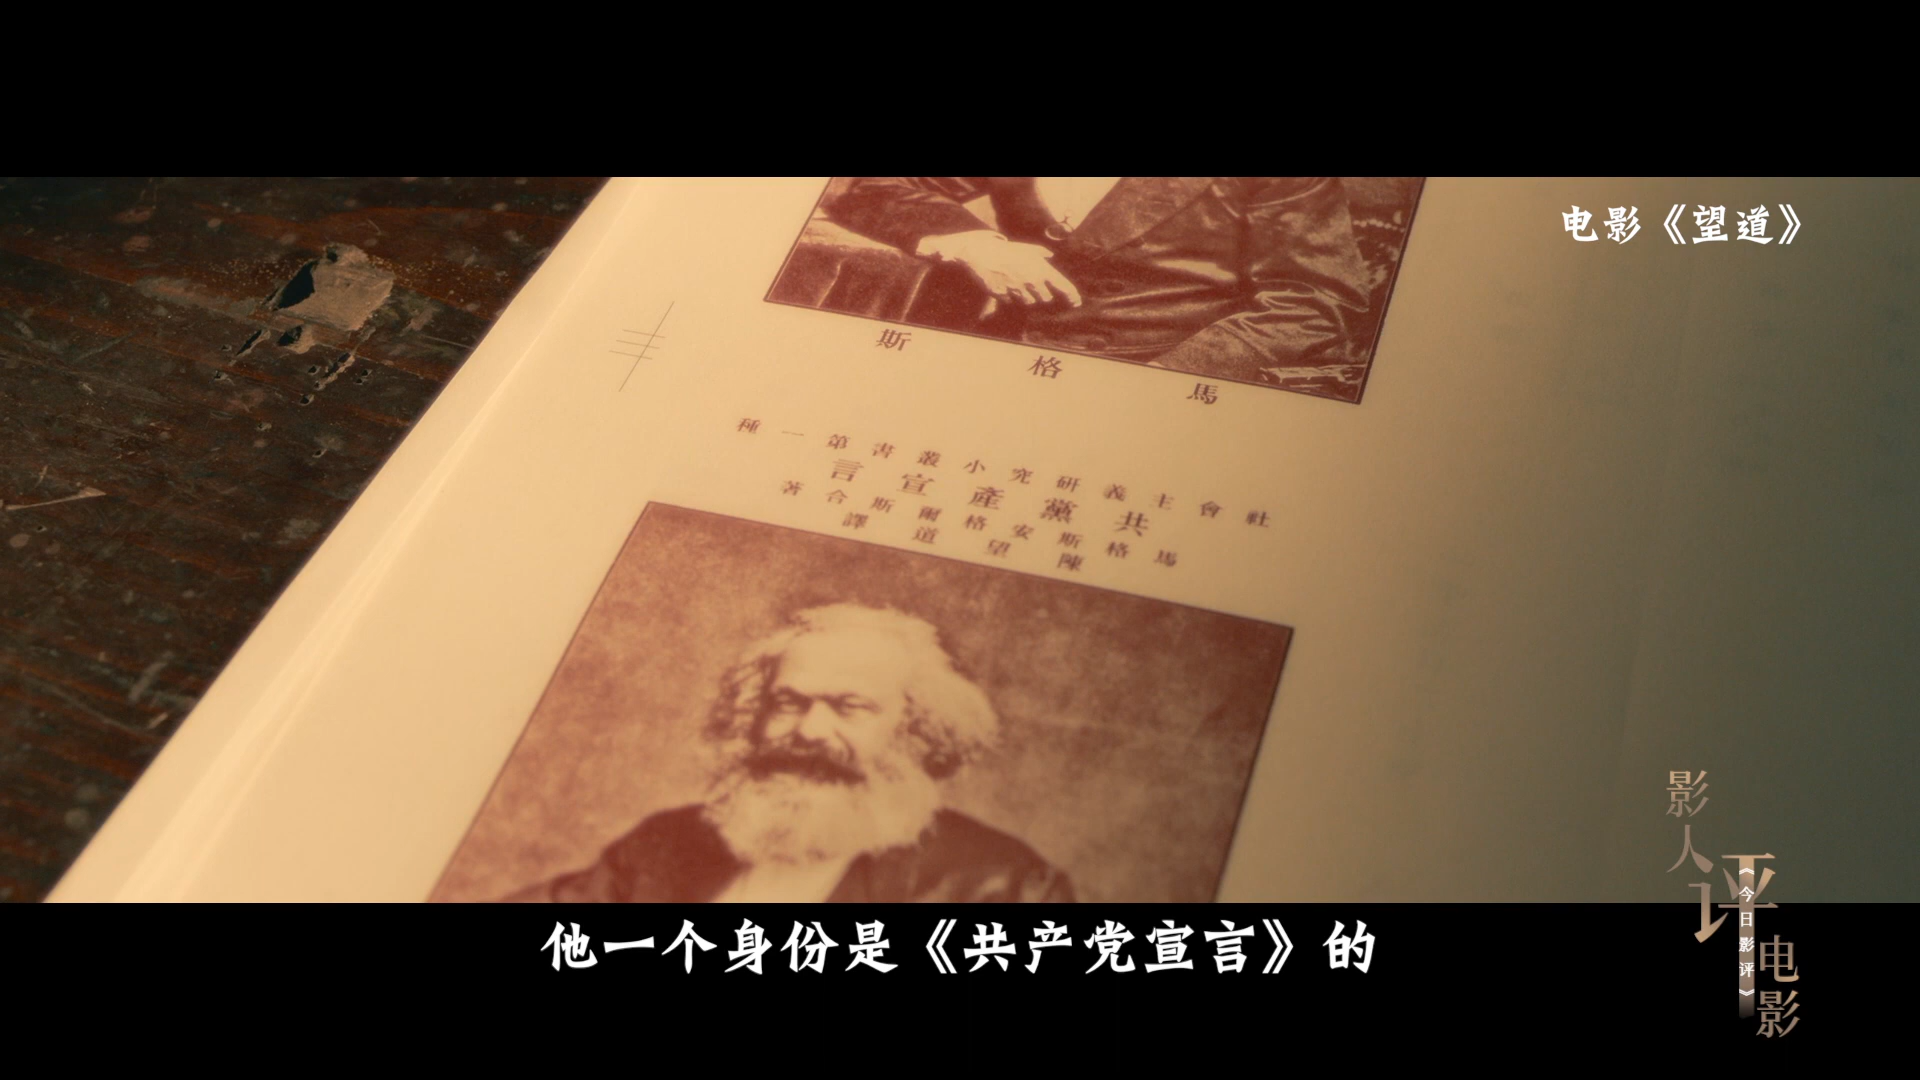 电影《望道》
馬格斯
社會主義研究小叢書第一種
共黨產宣言
馬格斯安格爾斯合著
陳望道譯
影人评电影
《今日影评》
他一个身份是《共产党宣言》的